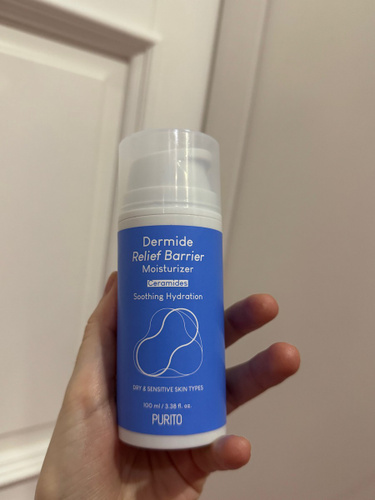 Dermide
Relief Barrier
Moisturizer
Ceramides
Soothing Hydration
DRY & SENSITIVE SKIN TYPES
100 ml / 3.38 fl. oz.
PURITO